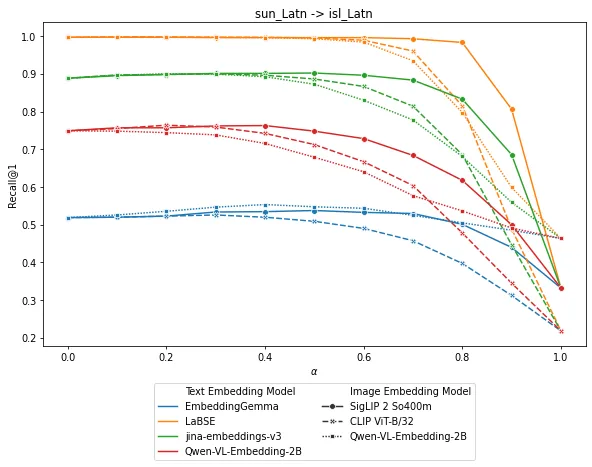 sun_Latn -> isl_Latn
Recall@1
1.0
0.9
0.8
0.7
0.6
0.5
0.4
0.3
0.2
0.0
0.2
0.4
0.6
0.8
1.0
α
Text Embedding Model
EmbeddingGemma
LaBSE
jina-embeddings-v3
Qwen-VL-Embedding-2B
Image Embedding Model
SigLIP 2 So400m
CLIP ViT-B/32
Qwen-VL-Embedding-2B